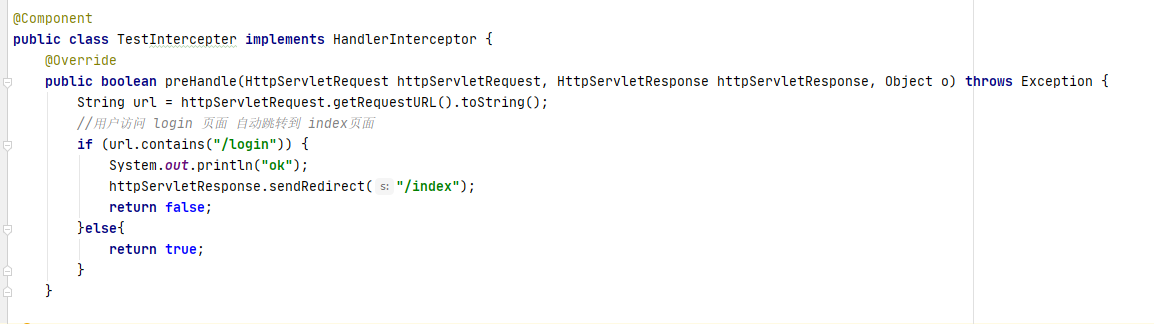 @Component
public class TestIntercepter implements HandlerInterceptor {
@Override
public boolean preHandle(HttpServletRequest httpServletRequest, HttpServletResponse httpServletResponse, Object o) throws Exception {
String url = httpServletRequest.getRequestURL().toString();
//用户访问 login 页面 自动跳转到 index页面
if (url.contains("/login")) {
System.out.println("ok");
httpServletResponse.sendRedirect( s: "/index");
return false;
}else{
return true;
}
}